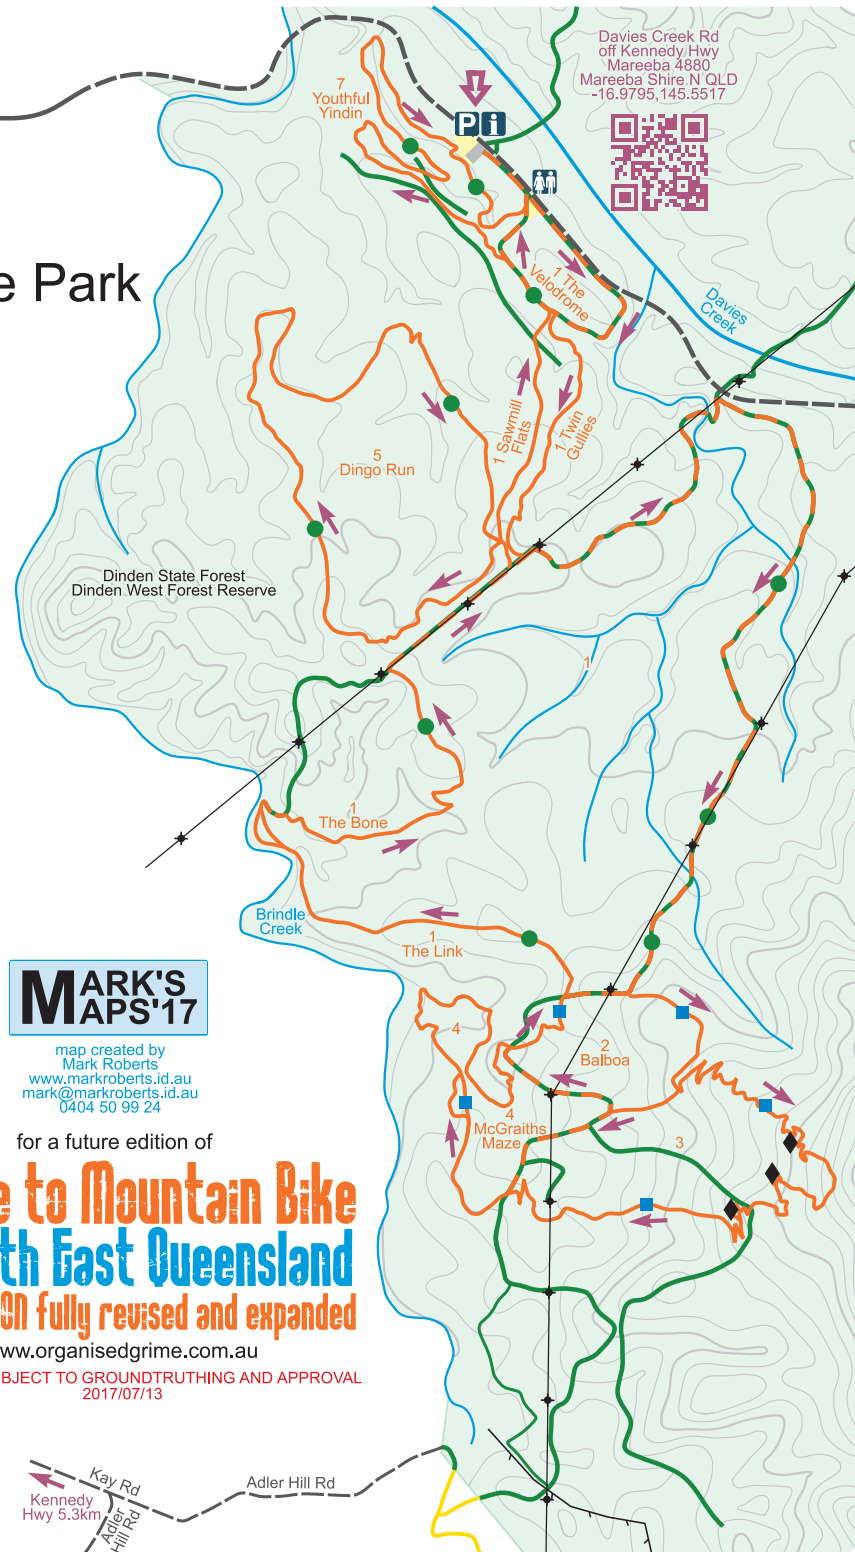 Davies Creek Rd
off Kennedy Hwy
Mareeba 4880
Mareeba Shire N QLD
-16.9795,145.5517
7
Youthful
Yindin
P i
e Park
1 The
Velodrome
Davies
Creek
1 Sawmill
Flats
1 Twin
Gullies
5
Dingo Run
Dinden State Forest
Dinden West Forest Reserve
1
1
The Bone
Brindle
Creek
1
The Link
MARK'S
MAPS'17
map created by
Mark Roberts
www.markroberts.id.au
mark@markroberts.id.au
0404 50 99 24
4
2
Balboa
4
McGraiths
Maze
3
for a future edition of
e to Mountain Bike
th East Queensland
ON fully revised and expanded
ww.organisedgrime.com.au
BJECT TO GROUNDTRUTHING AND APPROVAL
2017/07/13
Kay Rd
Adler Hill Rd
Kennedy
Hwy 5.3km
Adler
Hill Rd